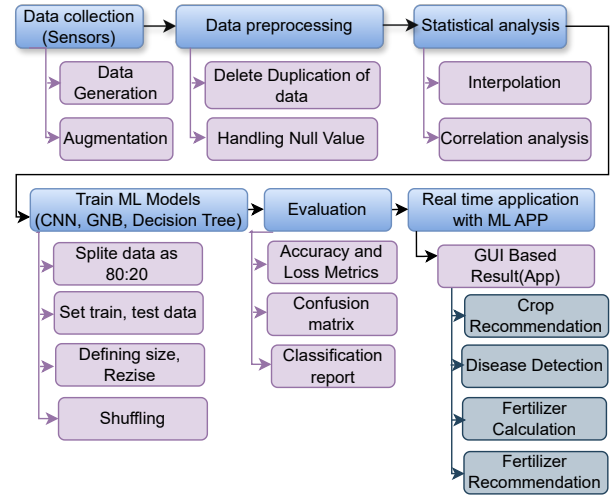 Data collection
(Sensors)
Data preprocessing
Statistical analysis
Data
Generation
Augmentation
Delete Duplication of
data
Handling Null Value
Interpolation
Correlation analysis
Train ML Models
(CNN, GNB, Decision Tree)
Evaluation
Real time application
with ML APP
Splite data as
80:20
Set train, test data
Defining size,
Rezise
Shuffling
Accuracy and
Loss Metrics
Confusion
matrix
Classification
report
GUI Based
Result(App)
Crop
Recommendation
Disease Detection
Fertilizer
Calculation
Fertilizer
Recommendation